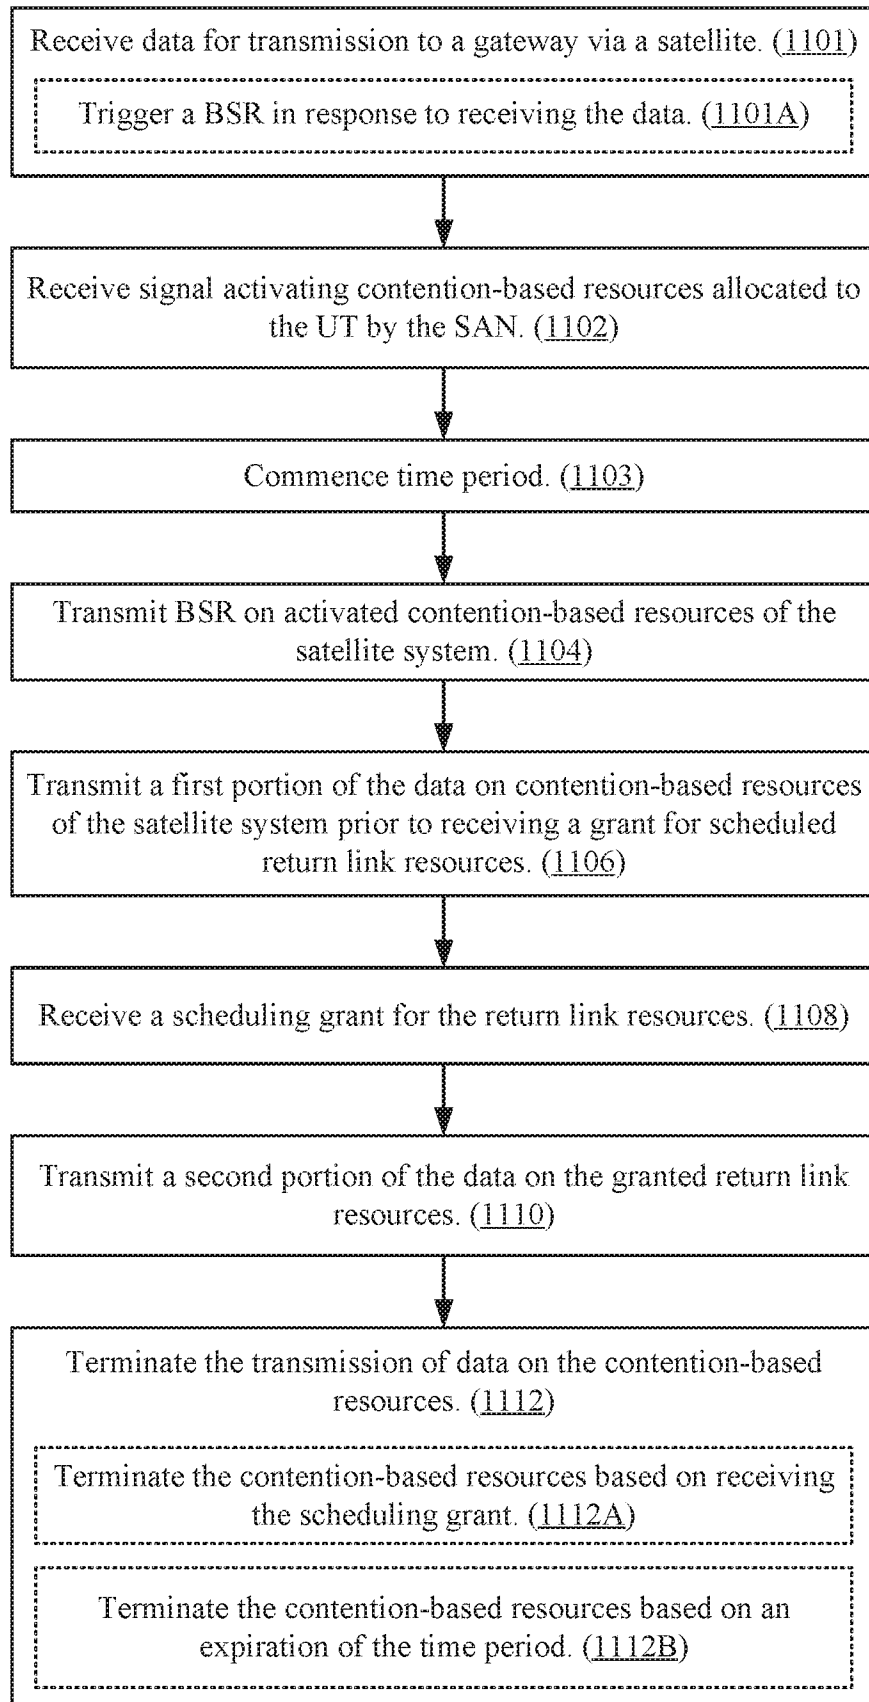 Receive data for transmission to a gateway via a satellite. (1101)
Trigger a BSR in response to receiving the data. (1101A)
Receive signal activating contention-based resources allocated to
the UT by the SAN. (1102)
Commence time period. (1103)
Transmit BSR on activated contention-based resources of the
satellite system. (1104)
Transmit a first portion of the data on contention-based resources
of the satellite system prior to receiving a grant for scheduled
return link resources. (1106)
Receive a scheduling grant for the return link resources. (1108)
Transmit a second portion of the data on the granted return link
resources. (1110)
Terminate the transmission of data on the contention-based
resources. (1112)
Terminate the contention-based resources based on receiving
the scheduling grant. (1112A)
Terminate the contention-based resources based on an
expiration of the time period. (1112B)